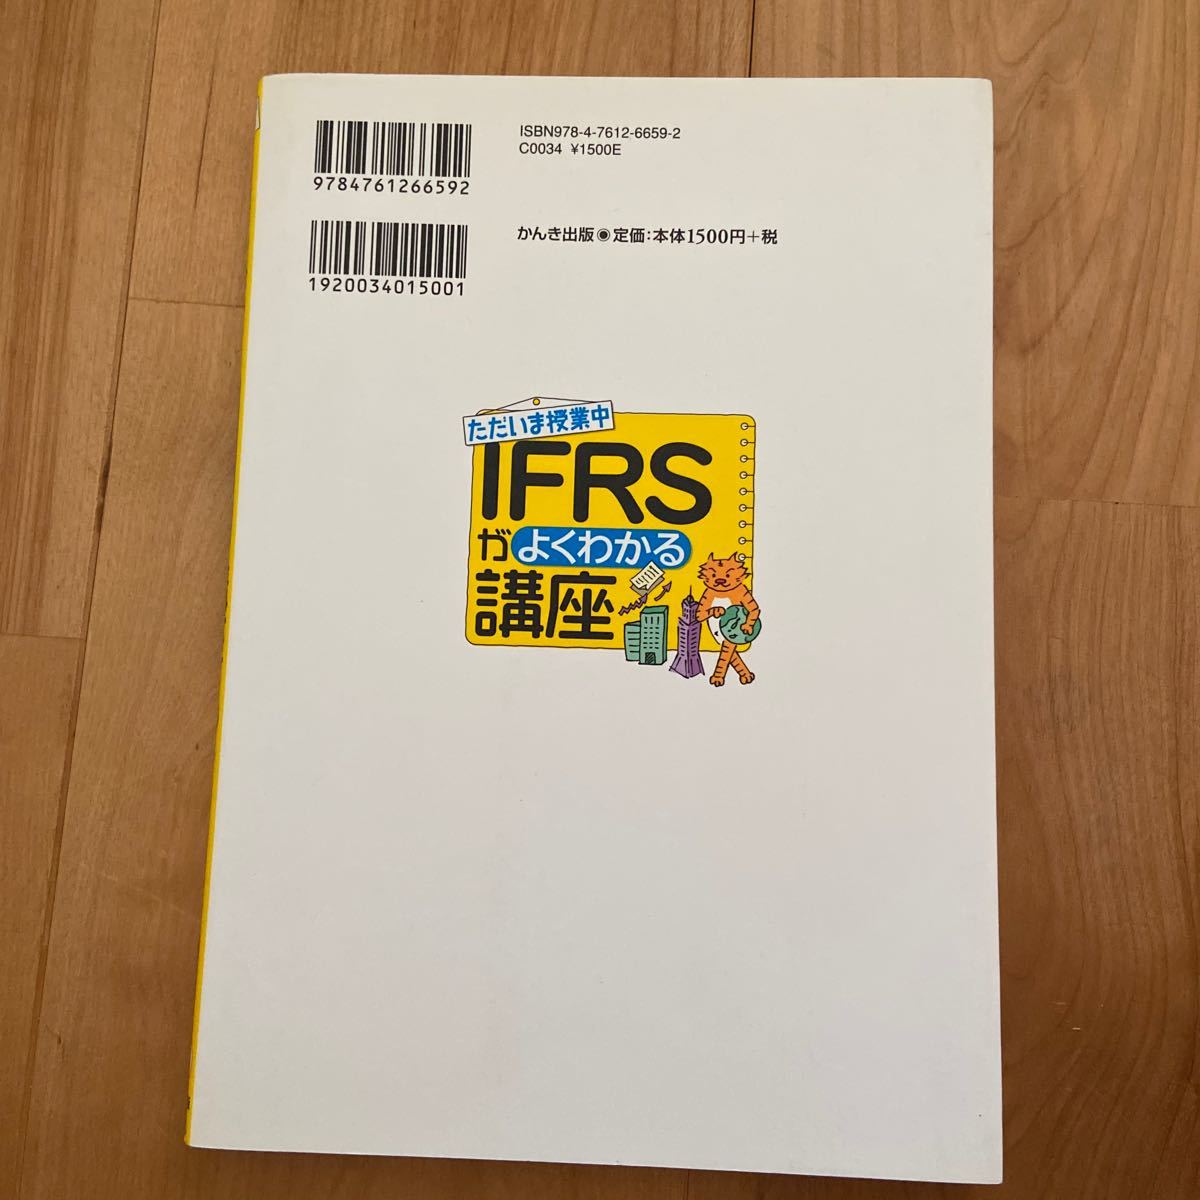 ISBN978-4-7612-6659-2
C0034 ¥1500E
9784761266592
かんき出版◉定価:本体1500円+税
1920034015001
ただいま授業中
IFRS
がよくわかる
講座